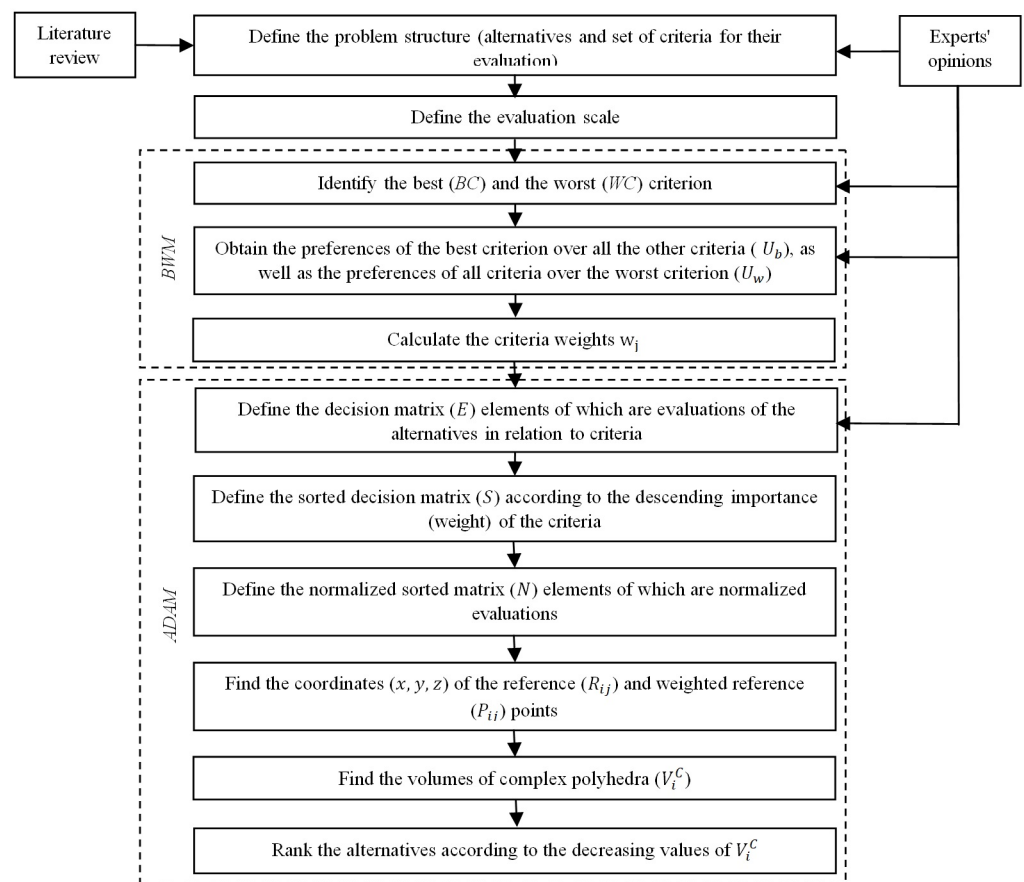 Literature
review
Define the problem structure (alternatives and set of criteria for their
evaluation)
Experts'
opinions
Define the evaluation scale
BWM
Identify the best (BC) and the worst (WC) criterion
Obtain the preferences of the best criterion over all the other criteria ( U_b), as
well as the preferences of all criteria over the worst criterion (U_w)
Calculate the criteria weights w_j
ADAM
Define the decision matrix (E) elements of which are evaluations of the
alternatives in relation to criteria
Define the sorted decision matrix (S) according to the descending importance
(weight) of the criteria
Define the normalized sorted matrix (N) elements of which are normalized
evaluations
Find the coordinates (x, y, z) of the reference (R_ij) and weighted reference
(P_ij) points
Find the volumes of complex polyhedra (V_i^C)
Rank the alternatives according to the decreasing values of V_i^C